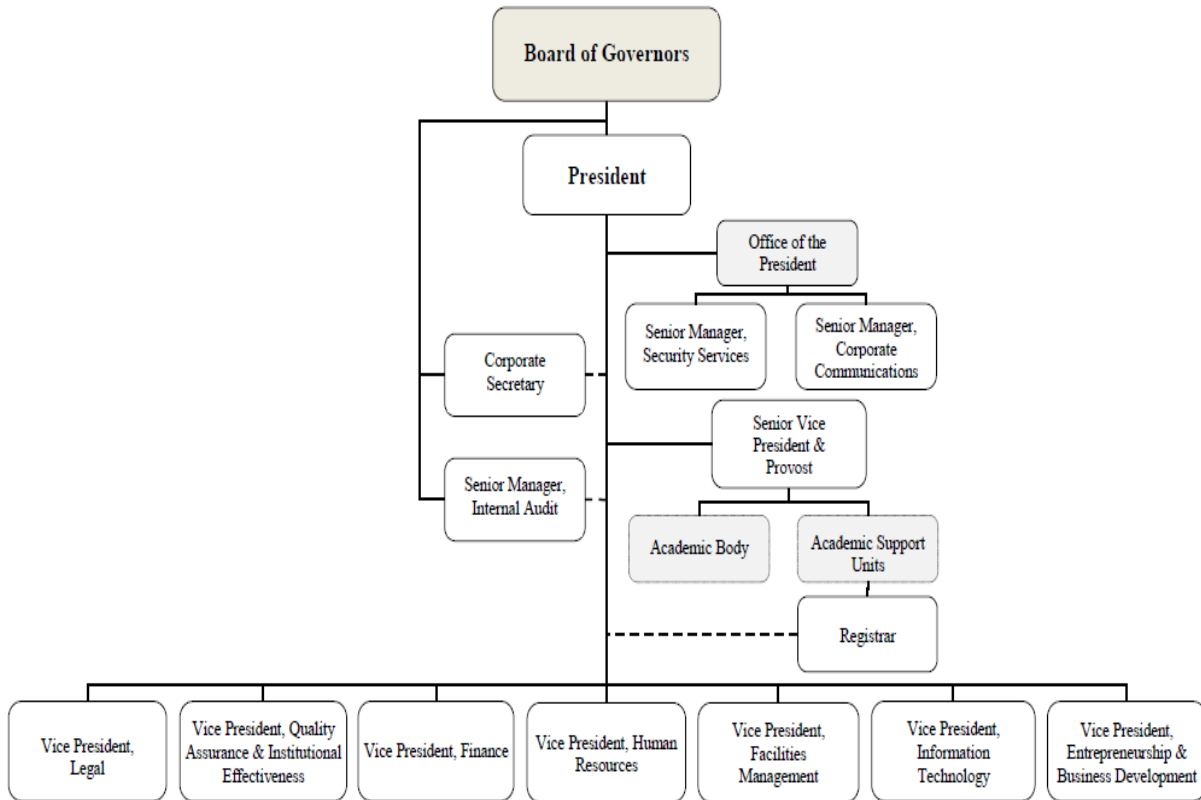 Board of Governors
President
Office of the
President
Senior Manager,
Security Services
Senior Manager,
Corporate
Communications
Corporate
Secretary
Senior Vice
President &
Provost
Senior Manager,
Internal Audit
Academic Body
Academic Support
Units
Registrar
Vice President,
Legal
Vice President, Quality
Assurance & Institutional
Effectiveness
Vice President, Finance
Vice President, Human
Resources
Vice President,
Facilities
Management
Vice President,
Information
Technology
Vice President,
Entrepreneurship &
Business Development